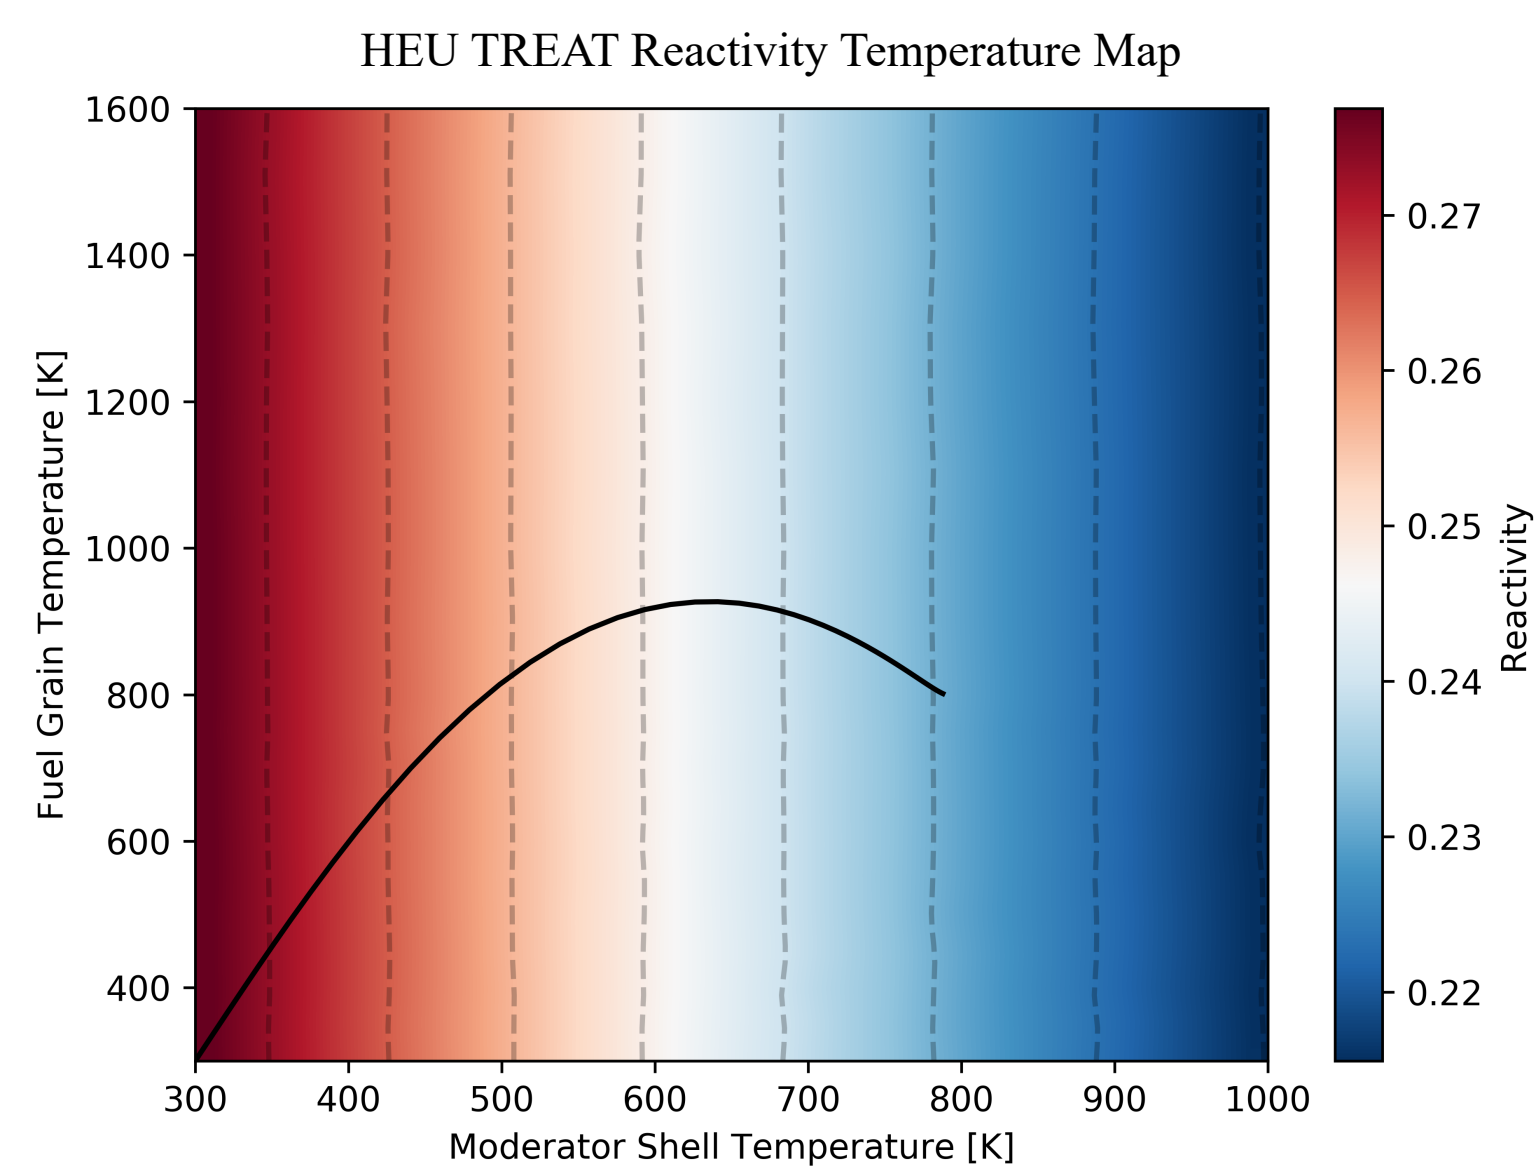 HEU TREAT Reactivity Temperature Map
1600
1400
1200
1000
800
600
400
Fuel Grain Temperature [K]
300 400 500 600 700 800 900 1000
Moderator Shell Temperature [K]
0.27
0.26
0.25
0.24
0.23
0.22
Reactivity